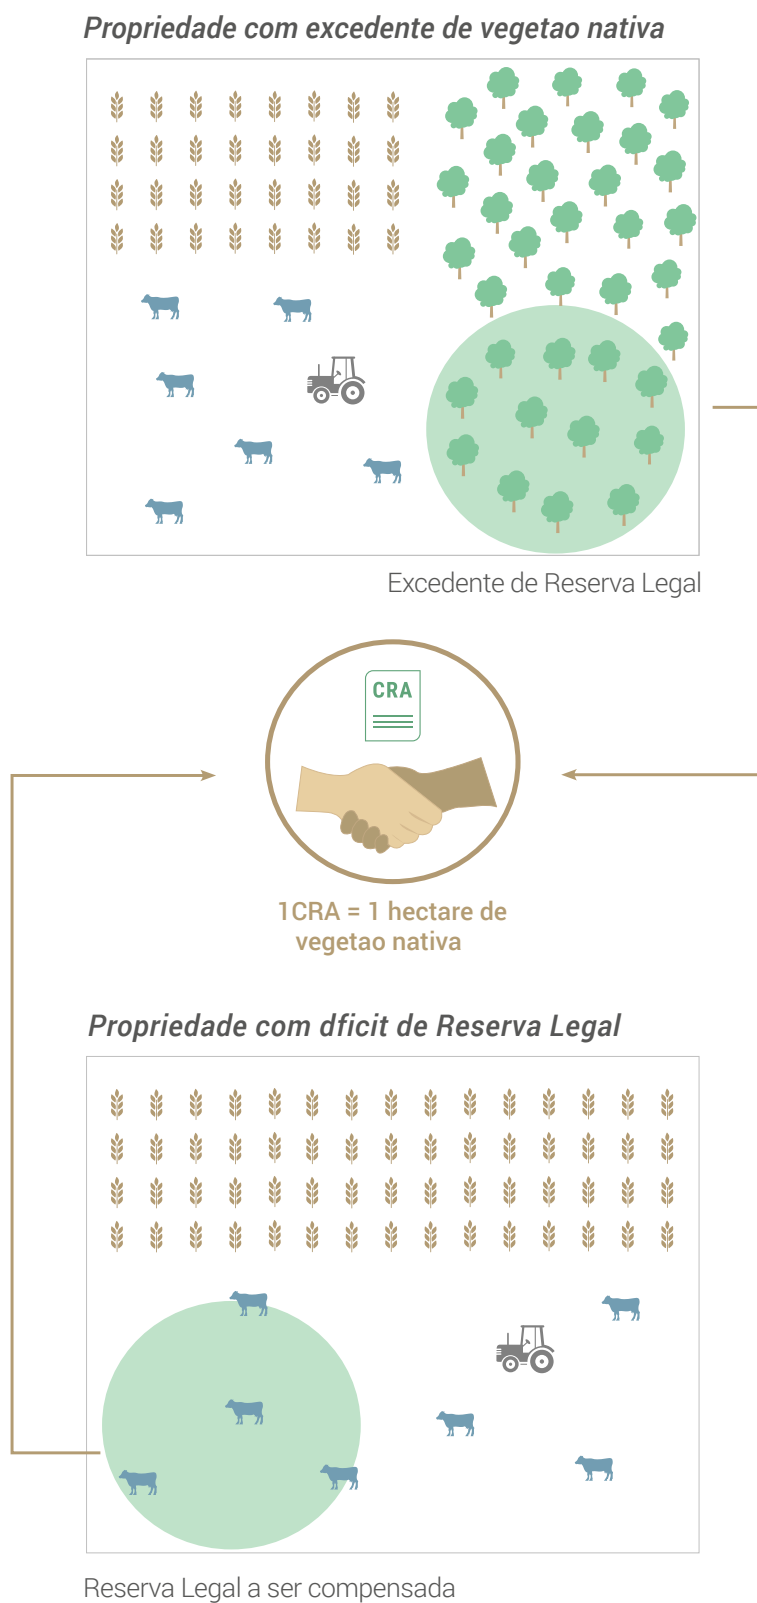 Propriedade com excedente de vegetao nativa
Excedente de Reserva Legal
CRA
1CRA = 1 hectare de
vegetao nativa
Propriedade com dficit de Reserva Legal
Reserva Legal a ser compensada